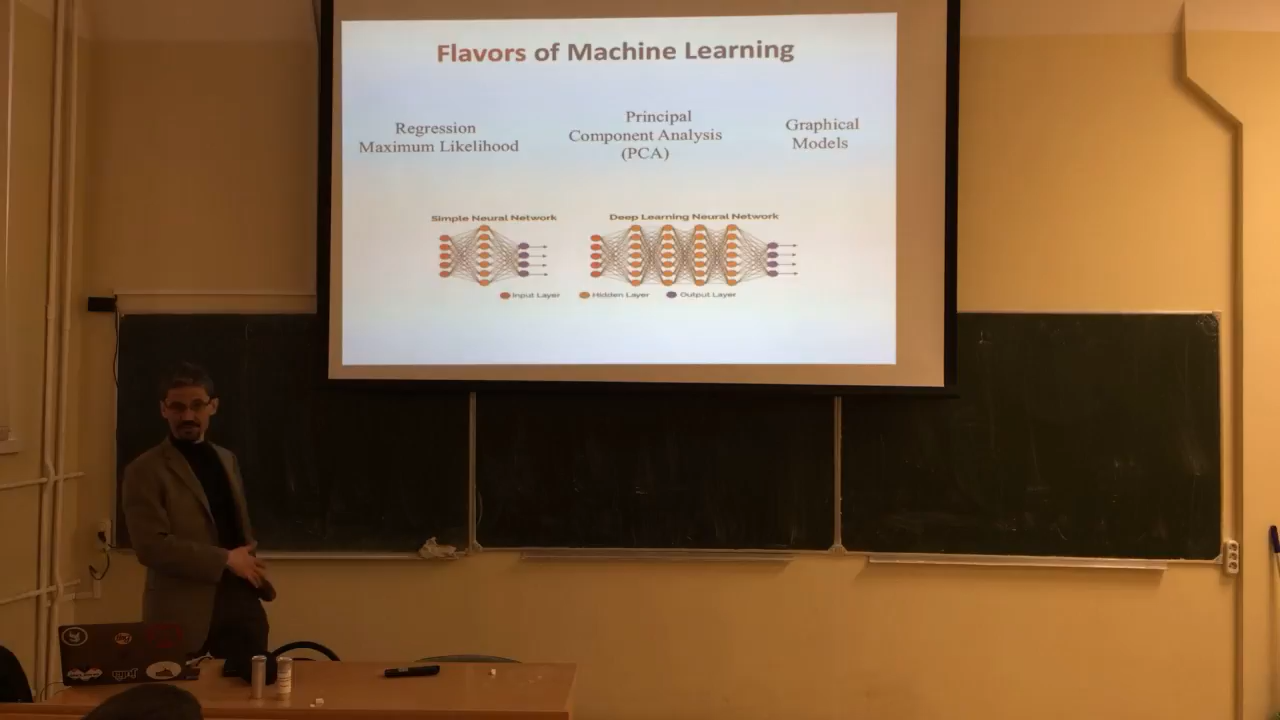 Flavors of Machine Learning
Regression
Maximum Likelihood
Principal
Component Analysis
(PCA)
Graphical
Models
Simple Neural Network
Deep Learning Neural Network
Input Layer
Hidden Layer
Output Layer